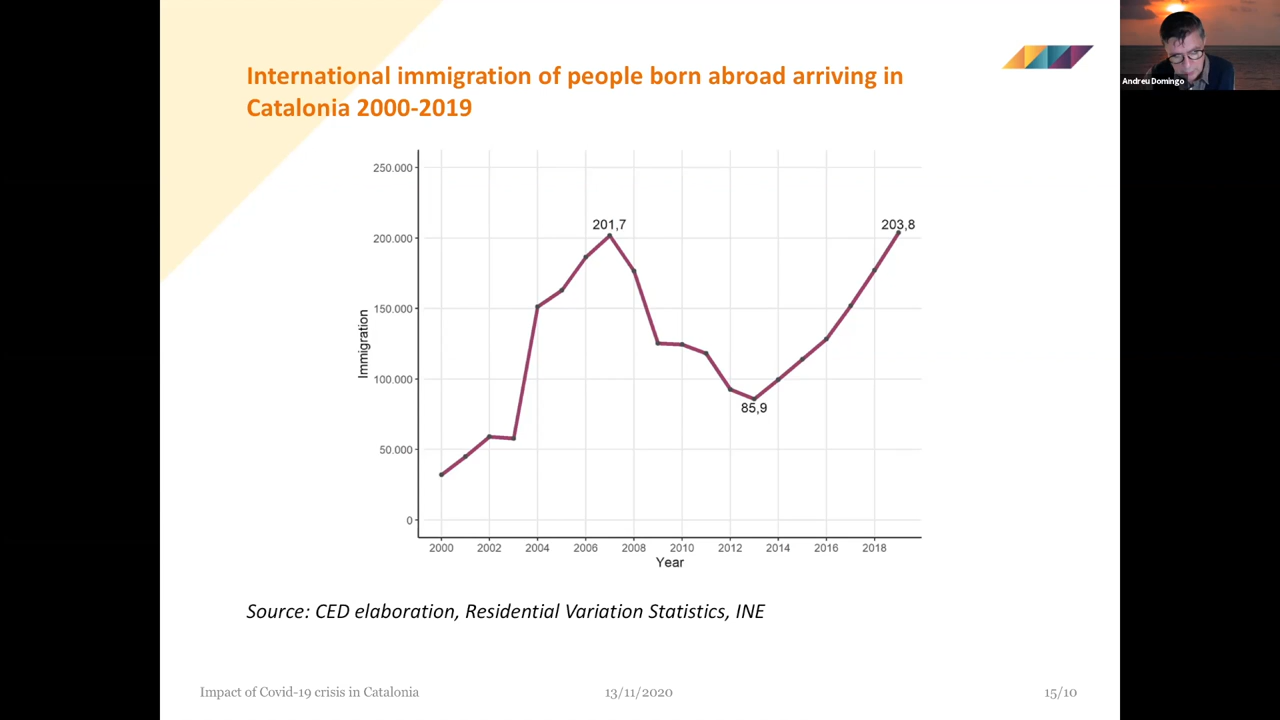 International immigration of people born abroad arriving in
Catalonia 2000-2019
Andreu Domingo
250.000
200.000
150.000
100.000
50.000
0
Immigration
201,7
85,9
203,8
2000 2002 2004 2006 2008 2010 2012 2014 2016 2018
Year
Source: CED elaboration, Residential Variation Statistics, INE
Impact of Covid-19 crisis in Catalonia 13/11/2020 15/10